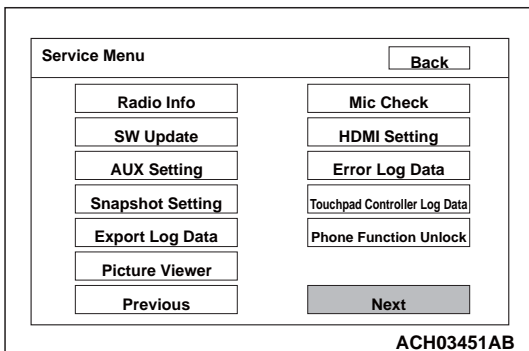 Service Menu
Back
Radio Info
Mic Check
SW Update
HDMI Setting
AUX Setting
Error Log Data
Snapshot Setting
Touchpad Controller Log Data
Export Log Data
Phone Function Unlock
Picture Viewer
Previous
Next
ACH03451AB